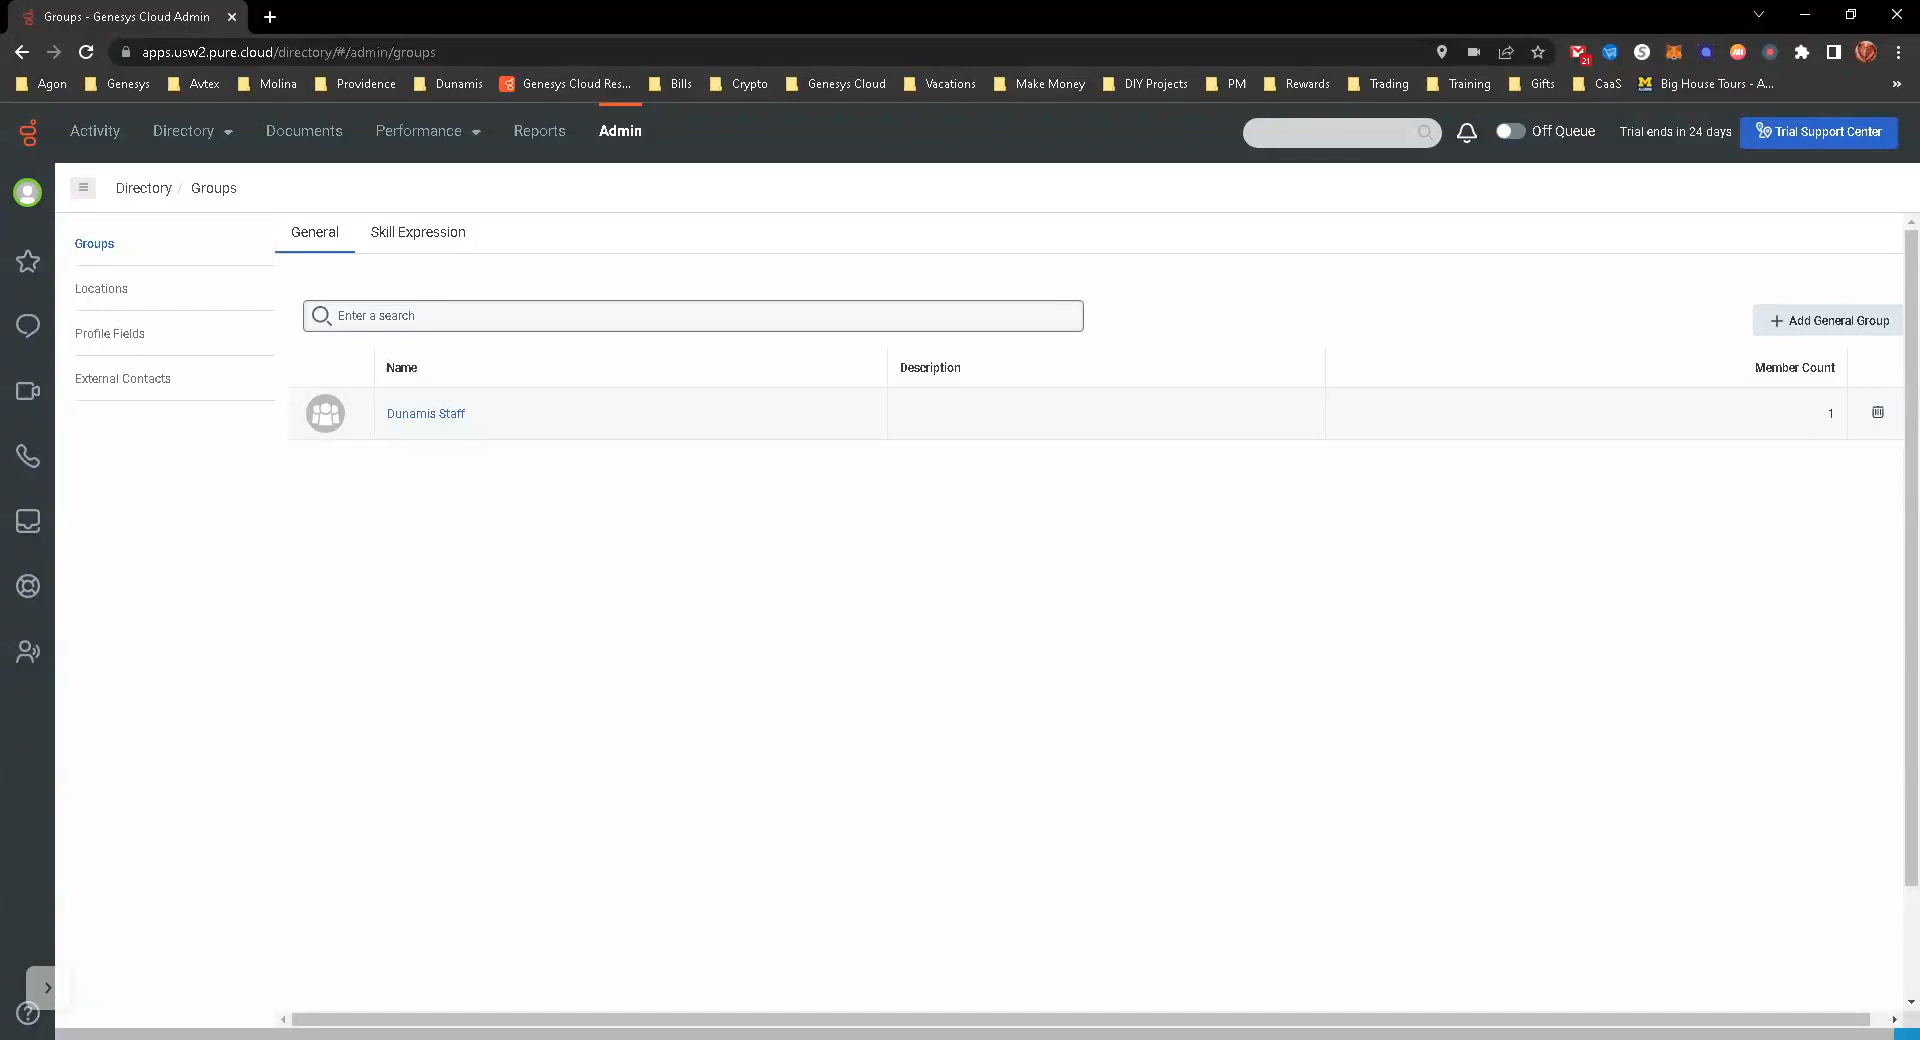 Groups - Genesys Cloud Admin
apps.usw2.pure.cloud/directory/#/admin/groups
21
Agon Genesys Avtex Molina Providence Dunamis Genesys Cloud Res... Bills Crypto Genesys Cloud Vacations Make Money DIY Projects PM Rewards Trading Training Gifts CaaS Big House Tours - A...
Activity Directory Documents Performance Reports Admin Off Queue Trial ends in 24 days Trial Support Center
Directory / Groups
Groups
Locations
Profile Fields
External Contacts
General Skill Expression
Enter a search
+ Add General Group
Name Description Member Count
Dunamis Staff 1